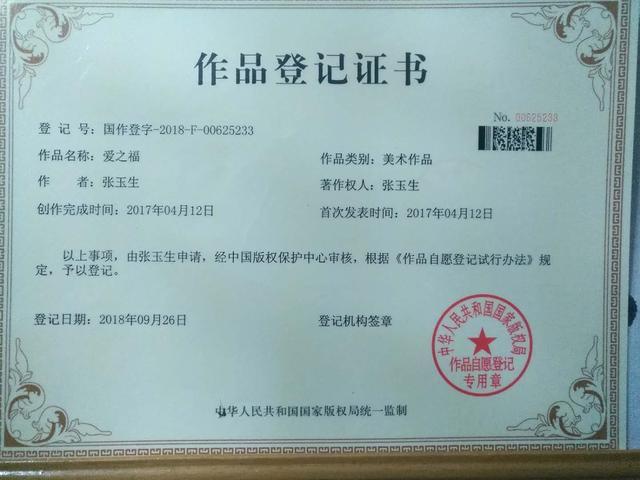 作品登记证书
No. 00625233
登 记 号：国作登字-2018-F-00625233
作品名称：爱之福
作品类别：美术作品
作 者：张玉生
著作权人：张玉生
创作完成时间：2017年04月12日
首次发表时间：2017年04月12日
以上事项，由张玉生申请，经中国版权保护中心审核，根据《作品自愿登记试行办法》规
定，予以登记。
登记日期：2018年09月26日
登记机构签章
中华人民共和国国家版权局
作品自愿登记
专用章
中华人民共和国国家版权局统一监制